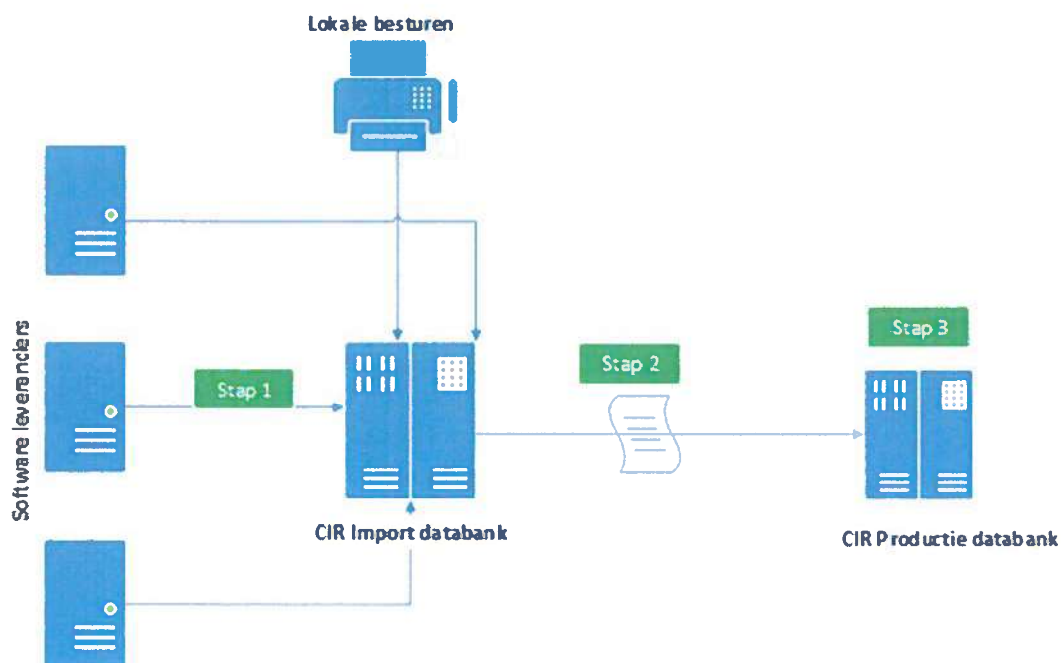 Lokale besturen
Software leveranciers
Stap 1
Stap 2
Stap 3
CIR Import databank
CIR Productie databank